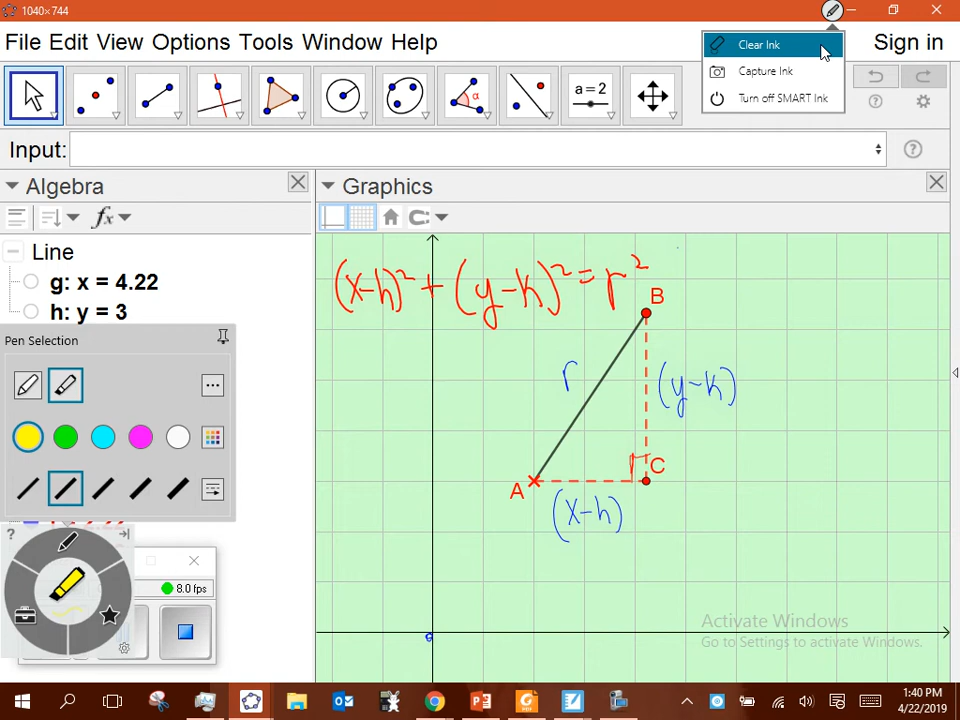 1040×744
File Edit View Options Tools Window Help
Clear Ink
Capture Ink
Turn off SMART Ink
Sign in
α
a = 2
Input:
Algebra
Graphics
fx
Line
g: x = 4.22
h: y = 3
Pen Selection
8.0 fps
(x-h)² + (y-k)² = r²
B
r
(y-k)
C
A
(x-h)
0
Activate Windows
Go to Settings to activate Windows.
1:40 PM
4/22/2019